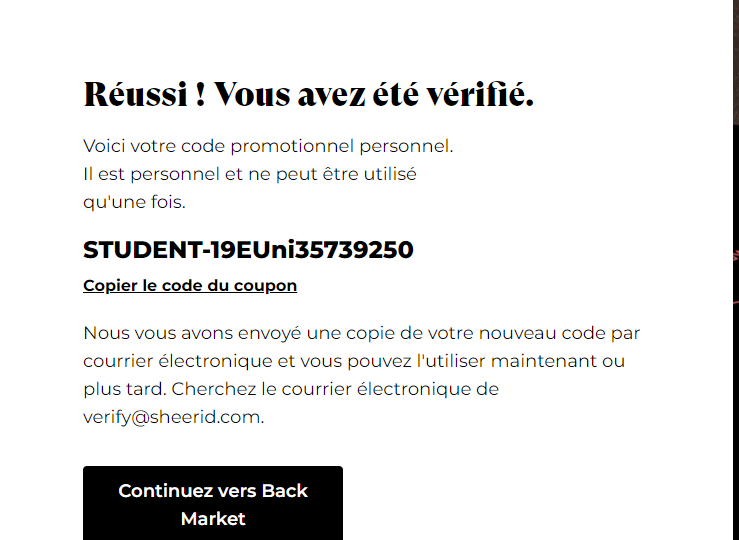 Réussi ! Vous avez été vérifié.
Voici votre code promotionnel personnel.
Il est personnel et ne peut être utilisé
qu'une fois.
STUDENT-19EUni35739250
Copier le code du coupon
Nous vous avons envoyé une copie de votre nouveau code par
courrier électronique et vous pouvez l'utiliser maintenant ou
plus tard. Cherchez le courrier électronique de
verify@sheerid.com.
Continuez vers Back
Market